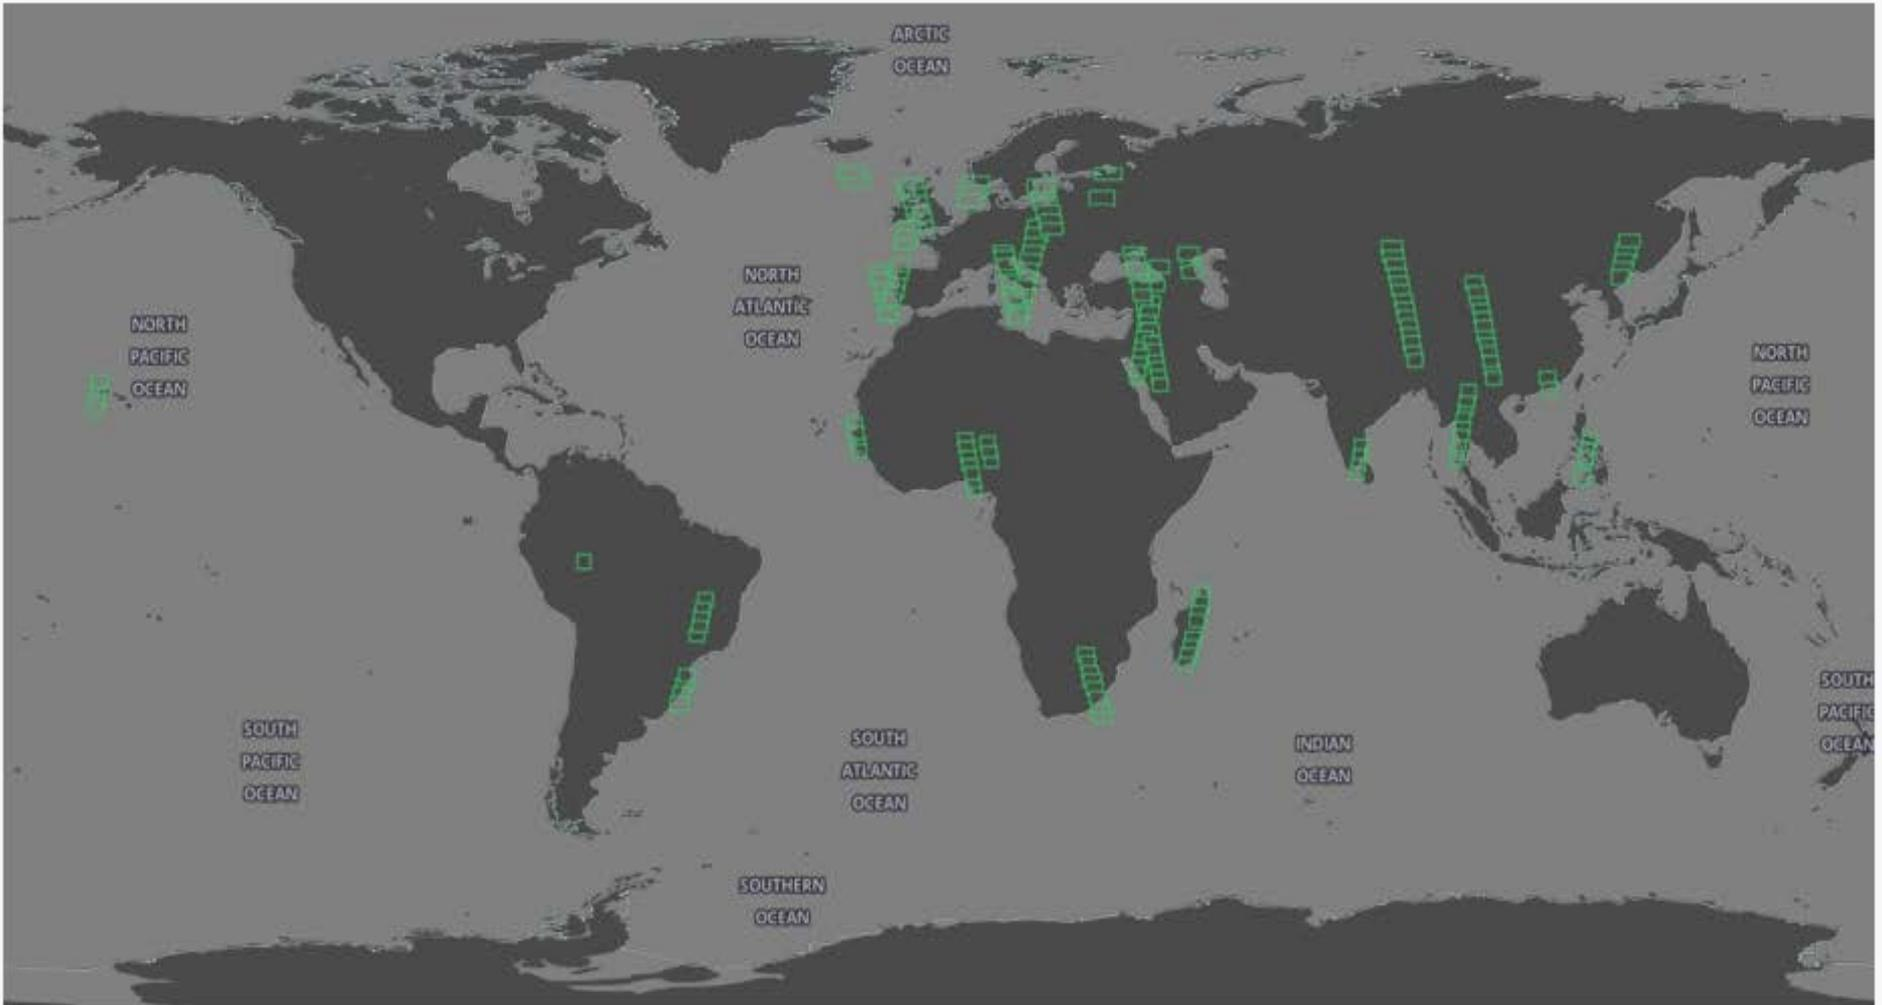 ARCTIC
OCEAN
NORTH
ATLANTIC
OCEAN
NORTH
PACIFIC
OCEAN
NORTH
PACIFIC
OCEAN
SOUTH
PACIFIC
OCEAN
SOUTH
PACIFIC
OCEAN
SOUTH
ATLANTIC
OCEAN
INDIAN
OCEAN
SOUTHERN
OCEAN